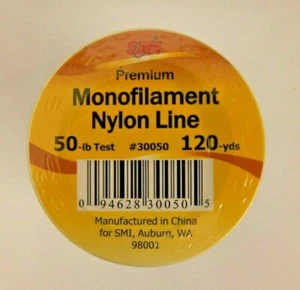 Premium
Monofilament
Nylon Line
50-lb Test #30050 120-yds
0 94628 30050 5
Manufactured in China
for SMI, Auburn, WA
98001